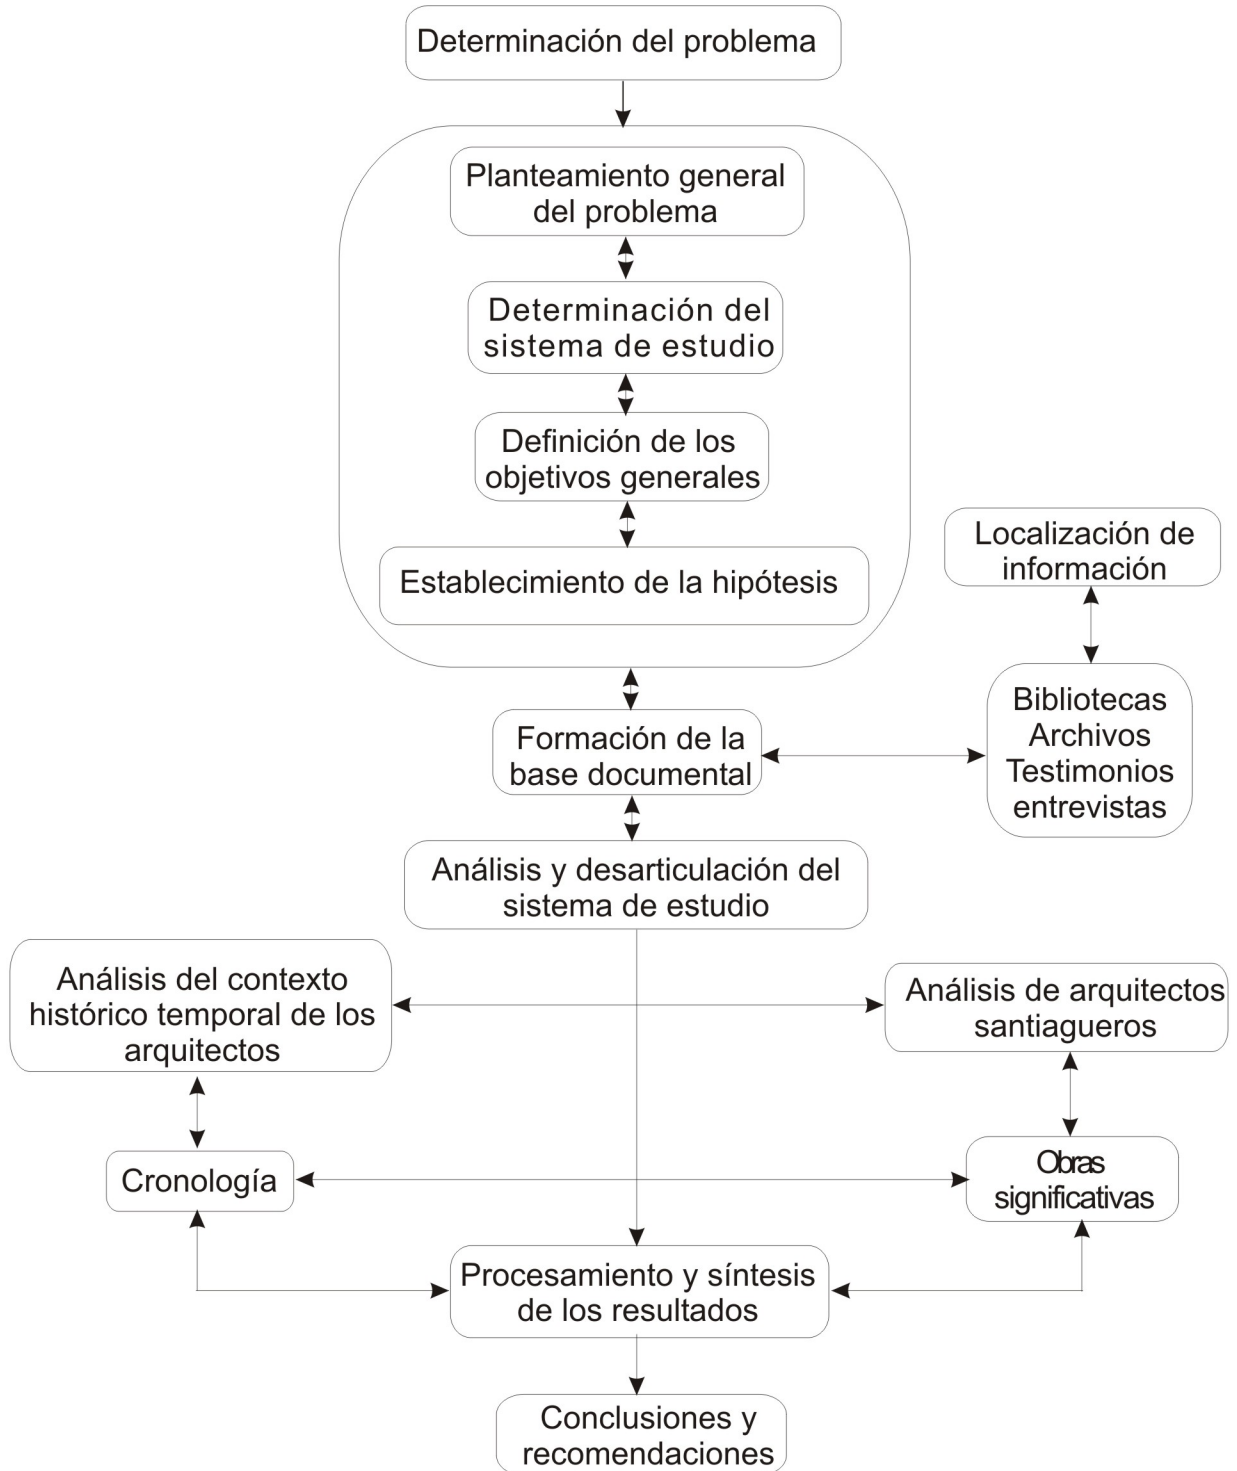 Determinación del problema
Planteamiento general
del problema
Determinación del
sistema de estudio
Definición de los
objetivos generales
Establecimiento de la hipótesis
Localización de
información
Formación de la
base documental
Bibliotecas
Archivos
Testimonios
entrevistas
Análisis y desarticulación del
sistema de estudio
Análisis del contexto
histórico temporal de los
arquitectos
Análisis de arquitectos
santiagueros
Cronología
Obras
significativas
Procesamiento y síntesis
de los resultados
Conclusiones y
recomendaciones